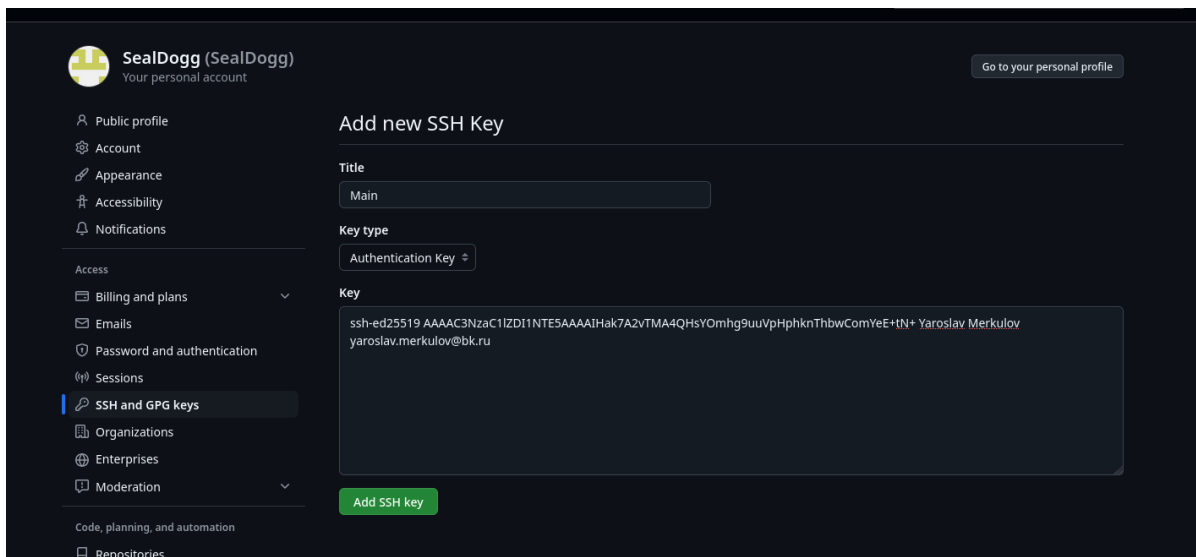 SealDogg (SealDogg)
Your personal account
Go to your personal profile
Public profile
Account
Appearance
Accessibility
Notifications
Access
Billing and plans
Emails
Password and authentication
Sessions
SSH and GPG keys
Organizations
Enterprises
Moderation
Code, planning, and automation
Repositories
Add new SSH Key
Title
Main
Key type
Authentication Key
Key
ssh-ed25519 AAAAC3NzaC1lZDI1NTE5AAAAIHak7A2vTMA4QHsYOmhg9uuVpHphknThbwComYeE+tN+ Yaroslav Merkulov
yaroslav.merkulov@bk.ru
Add SSH key